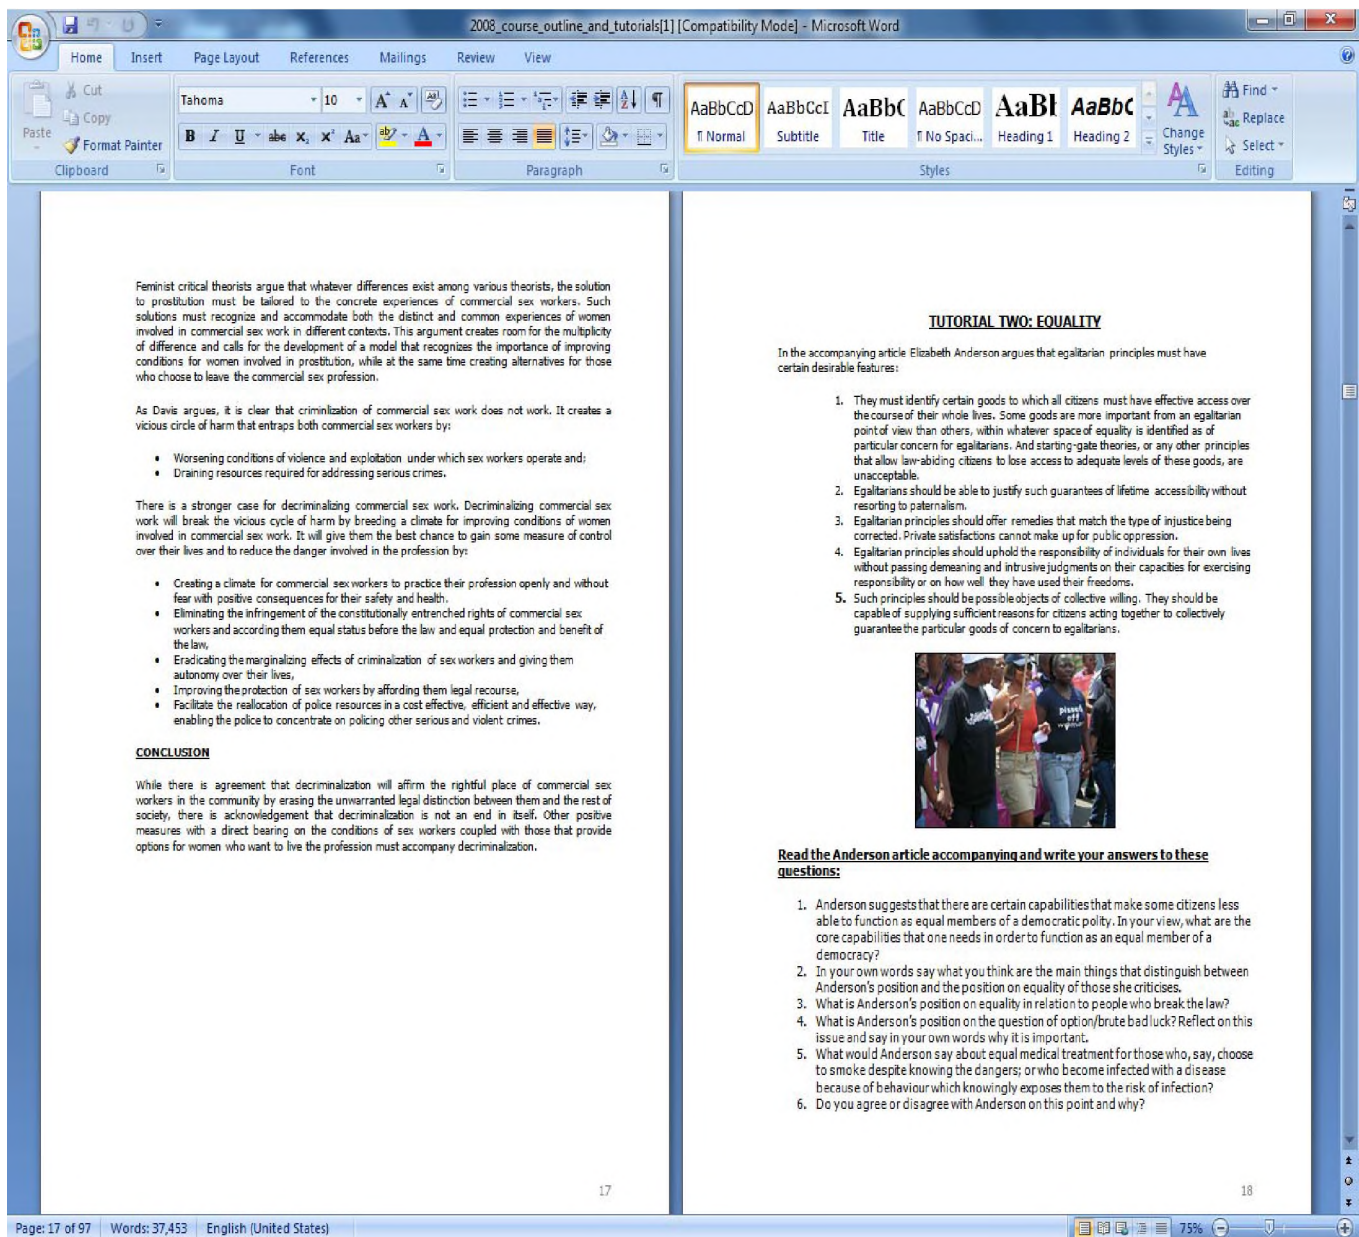 2008_course_outline_and_tutorials[1] [Compatibility Mode] - Microsoft Word
Home Insert Page Layout References Mailings Review View
Cut
Copy
Format Painter
Paste
Clipboard
Tahoma 10
B I U abc X₂ X² Aa ab A
Font
Paragraph
AaBbCcD AaBbCcI AaBb( AaBbCcD AaBl AaBbC
¶ Normal Subtitle Title ¶ No Spaci... Heading 1 Heading 2
Change Styles
Styles
Find
Replace
Select
Editing
Feminist critical theorists argue that whatever differences exist among various theorists, the solution
to prostitution must be tailored to the concrete experiences of commercial sex workers. Such
solutions must recognize and accommodate both the distinct and common experiences of women
involved in commercial sex work in different contexts. This argument creates room for the multiplicity
of difference and calls for the development of a model that recognizes the importance of improving
conditions for women involved in prostitution, while at the same time creating alternatives for those
who choose to leave the commercial sex profession.
As Davis argues, it is clear that criminlization of commercial sex work does not work. It creates a
vicious circle of harm that entraps both commercial sex workers by:
• Worsening conditions of violence and exploitation under which sex workers operate and;
• Draining resources required for addressing serious crimes.
There is a stronger case for decriminalizing commercial sex work. Decriminalizing commercial sex
work will break the vicious cycle of harm by breeding a climate for improving conditions of women
involved in commercial sex work. It will give them the best chance to gain some measure of control
over their lives and to reduce the danger involved in the profession by:
• Creating a climate for commercial sex workers to practice their profession openly and without
fear with positive consequences for their safety and health.
• Eliminating the infringement of the constitutionally entrenched rights of commercial sex
workers and according them equal status before the law and equal protection and benefit of
the law,
• Eradicating the marginalizing effects of criminalization of sex workers and giving them
autonomy over their lives,
• Improving the protection of sex workers by affording them legal recourse,
• Facilitate the reallocation of police resources in a cost effective, efficient and effective way,
enabling the police to concentrate on policing other serious and violent crimes.
CONCLUSION
While there is agreement that decriminalization will affirm the rightful place of commercial sex
workers in the community by erasing the unwarranted legal distinction between them and the rest of
society, there is acknowledgement that decriminalization is not an end in itself. Other positive
measures with a direct bearing on the conditions of sex workers coupled with those that provide
options for women who want to live the profession must accompany decriminalization.
17
TUTORIAL TWO: EQUALITY
In the accompanying article Elizabeth Anderson argues that egalitarian principles must have
certain desirable features:
1. They must identify certain goods to which all citizens must have effective access over
the course of their whole lives. Some goods are more important from an egalitarian
point of view than others, within whatever space of equality is identified as of
particular concern for egalitarians. And starting-gate theories, or any other principles
that allow law-abiding citizens to lose access to adequate levels of these goods, are
unacceptable.
2. Egalitarians should be able to justify such guarantees of lifetime accessibility without
resorting to paternalism.
3. Egalitarian principles should offer remedies that match the type of injustice being
corrected. Private satisfactions cannot make up for public oppression.
4. Egalitarian principles should uphold the responsibility of individuals for their own lives
without passing demeaning and intrusive judgments on their capacities for exercising
responsibility or on how well they have used their freedoms.
5. Such principles should be possible objects of collective willing. They should be
capable of supplying sufficient reasons for citizens acting together to collectively
guarantee the particular goods of concern to egalitarians.
pissed
off
Read the Anderson article accompanying and write your answers to these
questions:
1. Anderson suggests that there are certain capabilities that make some citizens less
able to function as equal members of a democratic polity. In your view, what are the
core capabilities that one needs in order to function as an equal member of a
democracy?
2. In your own words say what you think are the main things that distinguish between
Anderson's position and the position on equality of those she criticises.
3. What is Anderson's position on equality in relation to people who break the law?
4. What is Anderson's position on the question of option/brute bad luck? Reflect on this
issue and say in your own words why it is important.
5. What would Anderson say about equal medical treatment for those who, say, choose
to smoke despite knowing the dangers; or who become infected with a disease
because of behaviour which knowingly exposes them to the risk of infection?
6. Do you agree or disagree with Anderson on this point and why?
18
Page: 17 of 97 Words: 37,453 English (United States) 75%